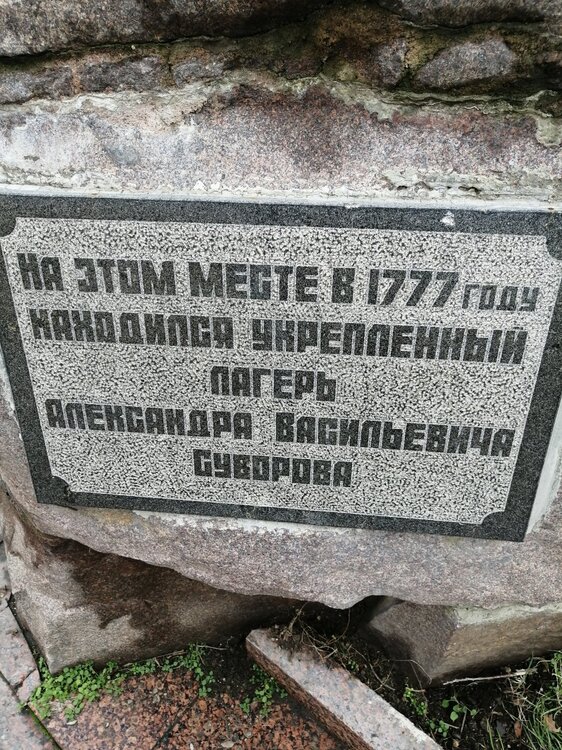 НА ЭТОМ МЕСТЕ В 1777 ГОДУ
НАХОДИЛСЯ УКРЕПЛЕННЫЙ
ЛАГЕРЬ
АЛЕКСАНДРА ВАСИЛЬЕВИЧА
СУВОРОВА